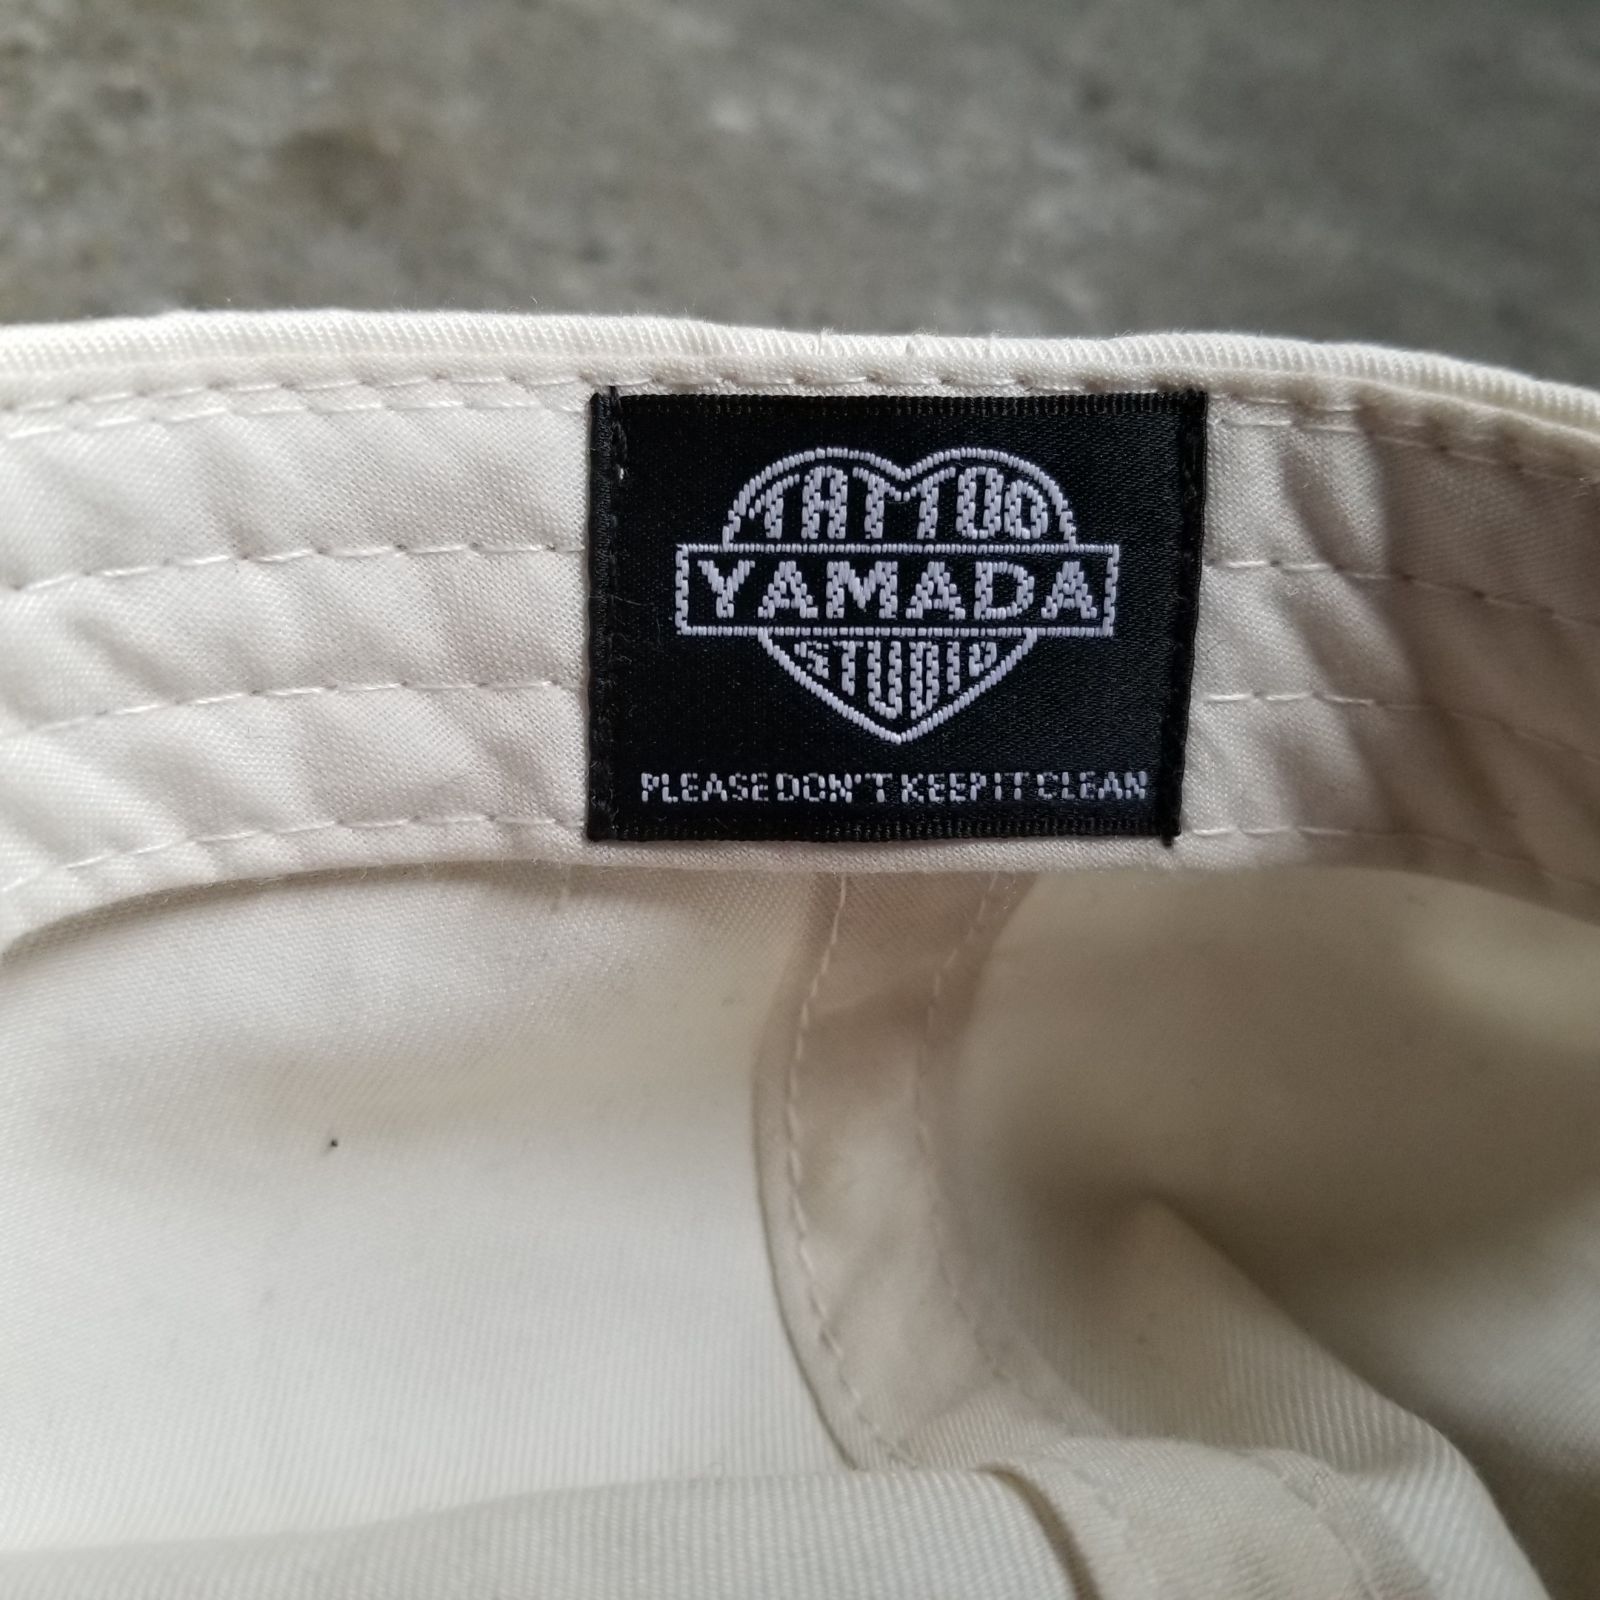 TATTOO
YAMADA
STUDIO
PLEASE DON'T KEEP IT CLEAN